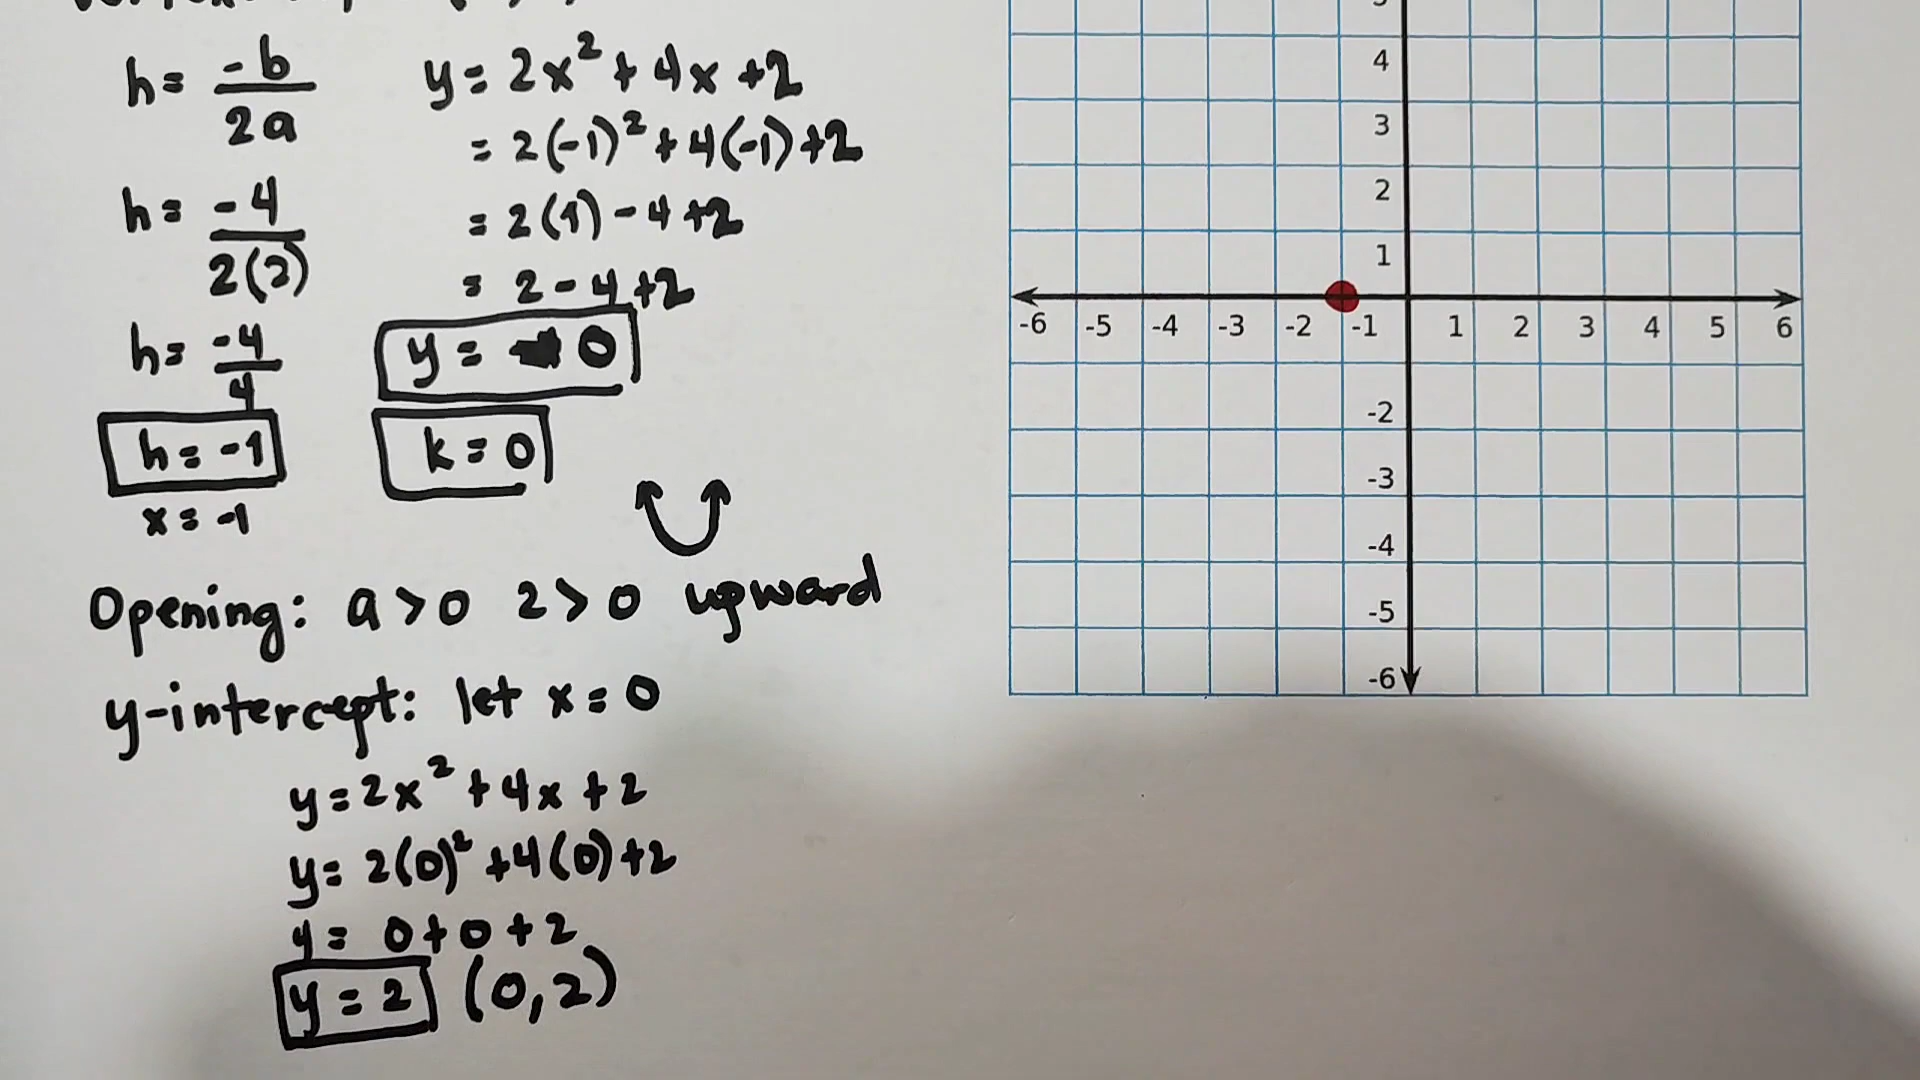 h = -b / 2a
h = -4 / 2(2)
h = -4 / 4
h = -1
x = -1
y = 2x² + 4x + 2
= 2(-1)² + 4(-1) + 2
= 2(1) - 4 + 2
= 2 - 4 + 2
y = 0
k = 0
Opening: a > 0 2 > 0 upward
y-intercept: let x = 0
y = 2x² + 4x + 2
y = 2(0)² + 4(0) + 2
y = 0 + 0 + 2
y = 2 (0, 2)
4
3
2
1
-6 -5 -4 -3 -2 -1 1 2 3 4 5 6
-2
-3
-4
-5
-6